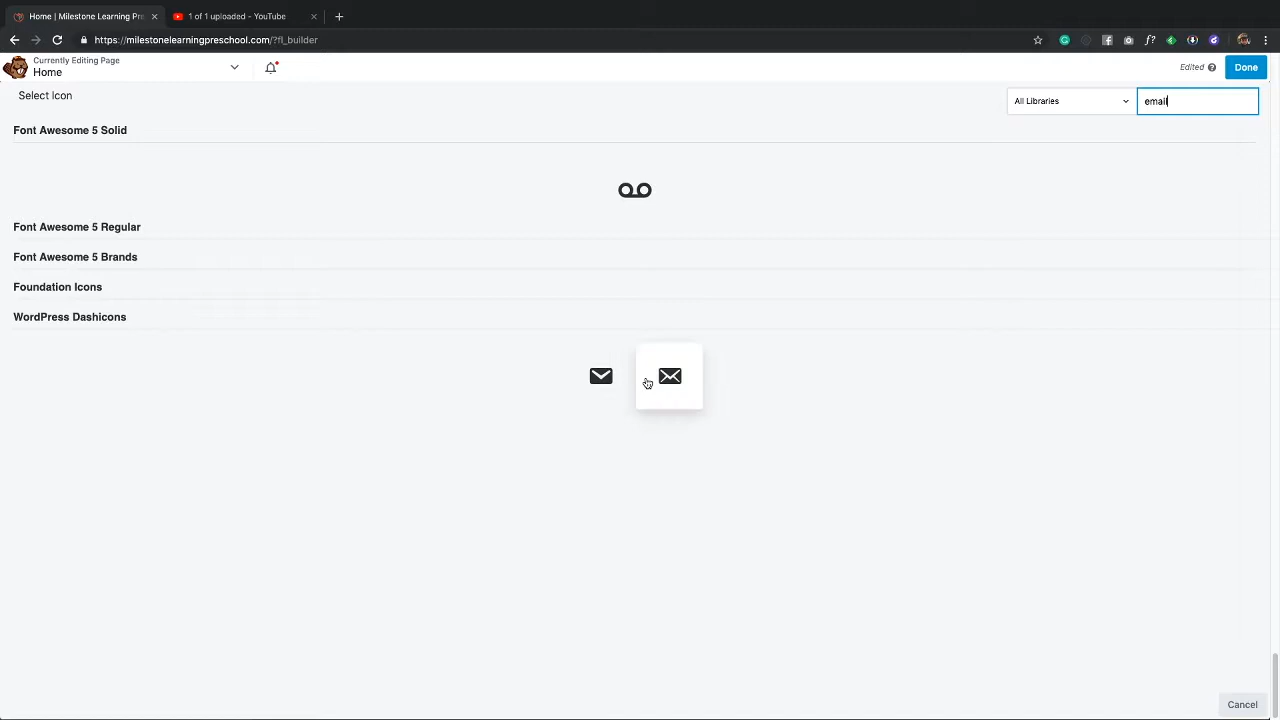 Home | Milestone Learning Pre
1 of 1 uploaded - YouTube
https://milestonelearningpreschool.com/?fl_builder
Currently Editing Page
Home
Edited
Done
Select Icon
All Libraries
email
Font Awesome 5 Solid
Font Awesome 5 Regular
Font Awesome 5 Brands
Foundation Icons
WordPress Dashicons
Cancel